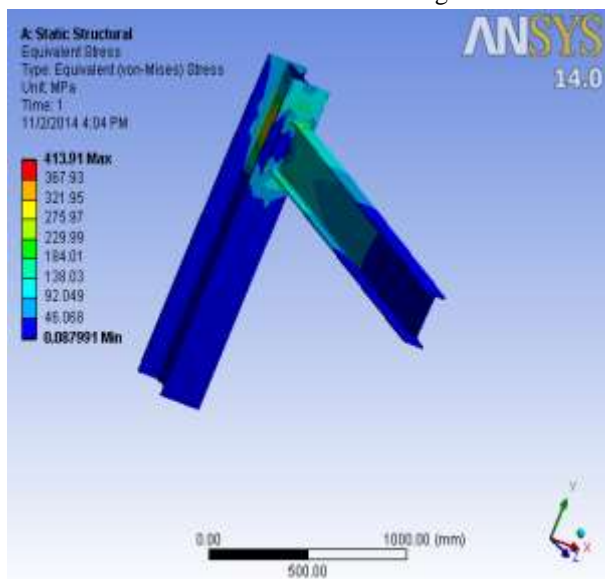 A: Static Structural
Equivalent Stress
Type: Equivalent (von-Mises) Stress
Unit: MPa
Time: 1
11/2/2014 4:04 PM
ANSYS
14.0
413.91 Max
367.93
321.95
275.97
229.99
184.01
138.03
92.049
46.068
0.087991 Min
Y
X
Z
0.00
1000.00 (mm)
500.00